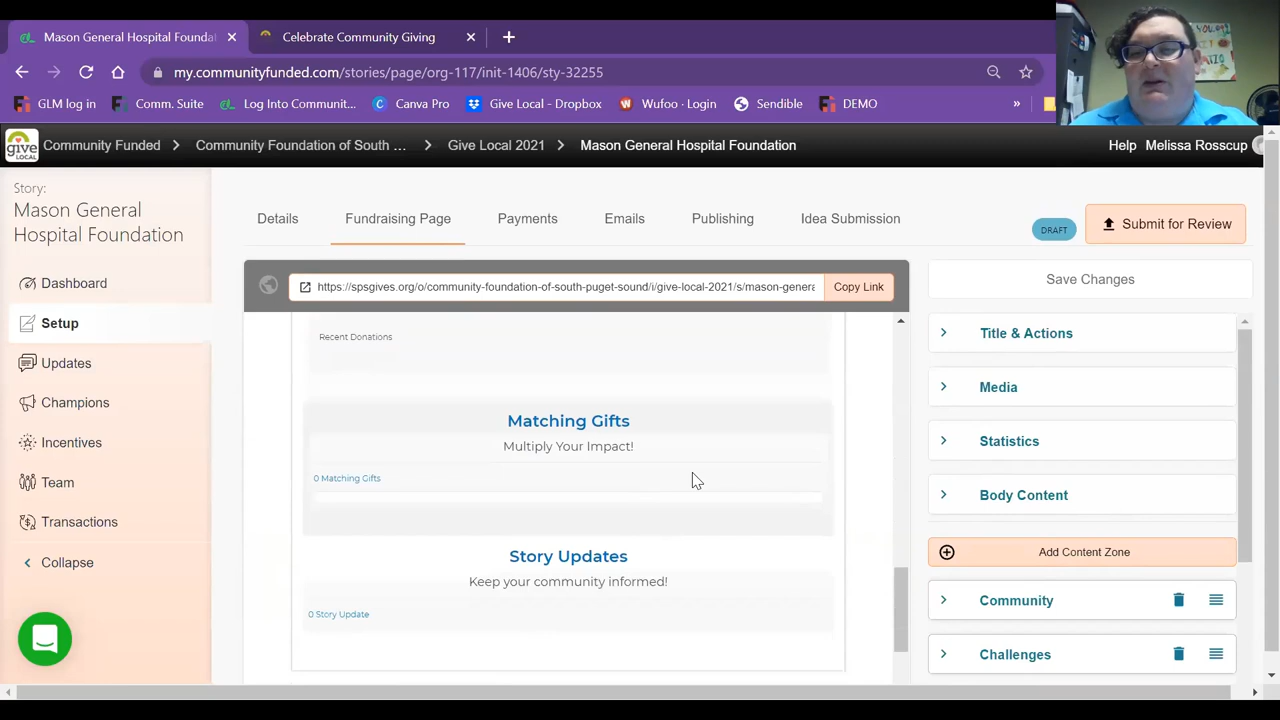 Mason General Hospital Founda
Celebrate Community Giving
my.communityfunded.com/stories/page/org-117/init-1406/sty-32255
GLM log in
Comm. Suite
Log Into Communit...
Canva Pro
Give Local - Dropbox
Wufoo · Login
Sendible
DEMO
»
give LOCAL
Community Funded
Community Foundation of South ...
Give Local 2021
Mason General Hospital Foundation
Help
Melissa Rosscup
Story:
Mason General
Hospital Foundation
Dashboard
Setup
Updates
Champions
Incentives
Team
Transactions
Collapse
Details
Fundraising Page
Payments
Emails
Publishing
Idea Submission
DRAFT
Submit for Review
https://spsgives.org/o/community-foundation-of-south-puget-sound/i/give-local-2021/s/mason-genera
Copy Link
Recent Donations
Matching Gifts
Multiply Your Impact!
0 Matching Gifts
Story Updates
Keep your community informed!
0 Story Update
Save Changes
Title & Actions
Media
Statistics
Body Content
Add Content Zone
Community
Challenges